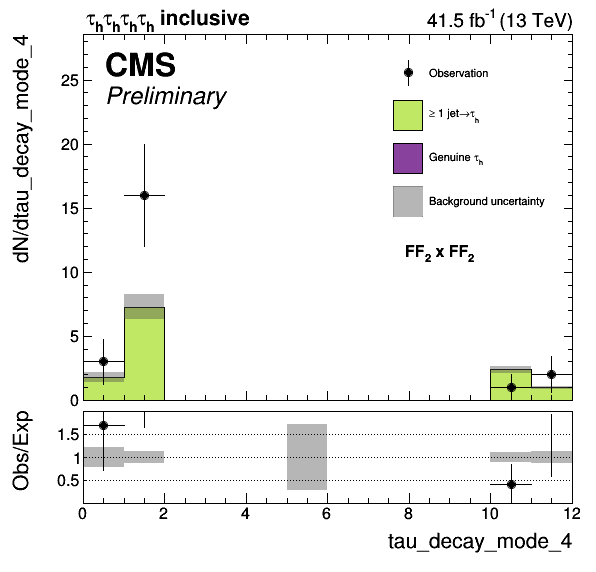 τhτhτhτh inclusive
41.5 fb⁻¹ (13 TeV)
CMS
Preliminary
Observation
≥ 1 jet→τh
Genuine τh
Background uncertainty
FF₂ x FF₂
dN/dtau_decay_mode_4
25
20
15
10
5
0
Obs/Exp
1.5
1
0.5
0 2 4 6 8 10 12
tau_decay_mode_4